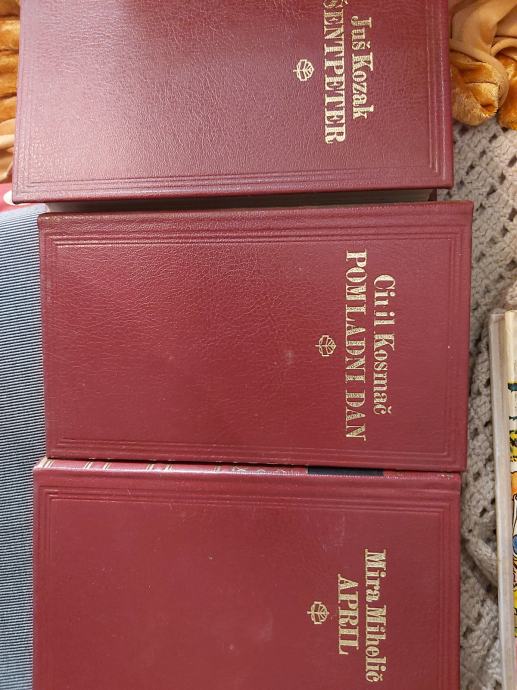 Juš Kozak
ŠENTPETER
Ciril Kosmač
POMLADNI DAN
Mira Mihelič
APRIL